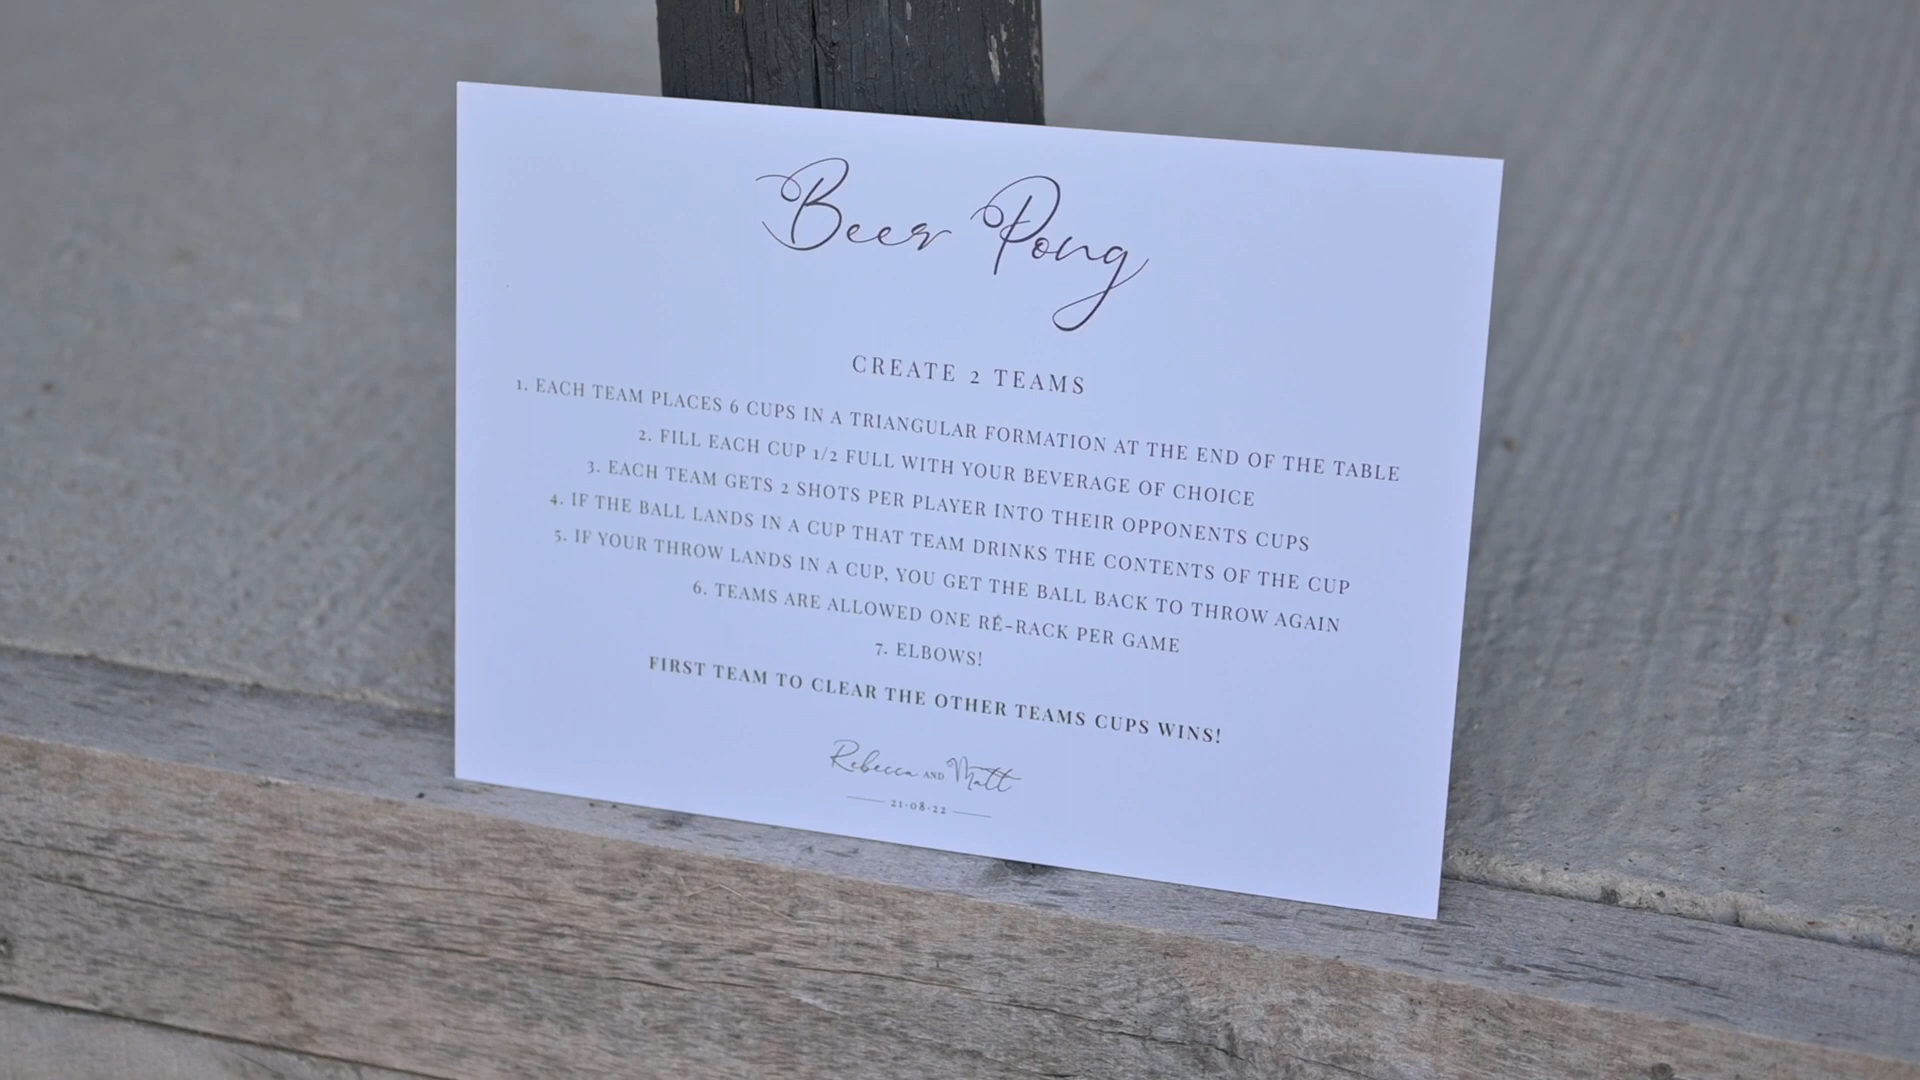 Beer Pong
CREATE 2 TEAMS
1. EACH TEAM PLACES 6 CUPS IN A TRIANGULAR FORMATION AT THE END OF THE TABLE
2. FILL EACH CUP 1/2 FULL WITH YOUR BEVERAGE OF CHOICE
3. EACH TEAM GETS 2 SHOTS PER PLAYER INTO THEIR OPPONENTS CUPS
4. IF THE BALL LANDS IN A CUP THAT TEAM DRINKS THE CONTENTS OF THE CUP
5. IF YOUR THROW LANDS IN A CUP, YOU GET THE BALL BACK TO THROW AGAIN
6. TEAMS ARE ALLOWED ONE RÉ-RACK PER GAME
7. ELBOWS!
FIRST TEAM TO CLEAR THE OTHER TEAMS CUPS WINS!
Rebecca AND Matt
21·08·22